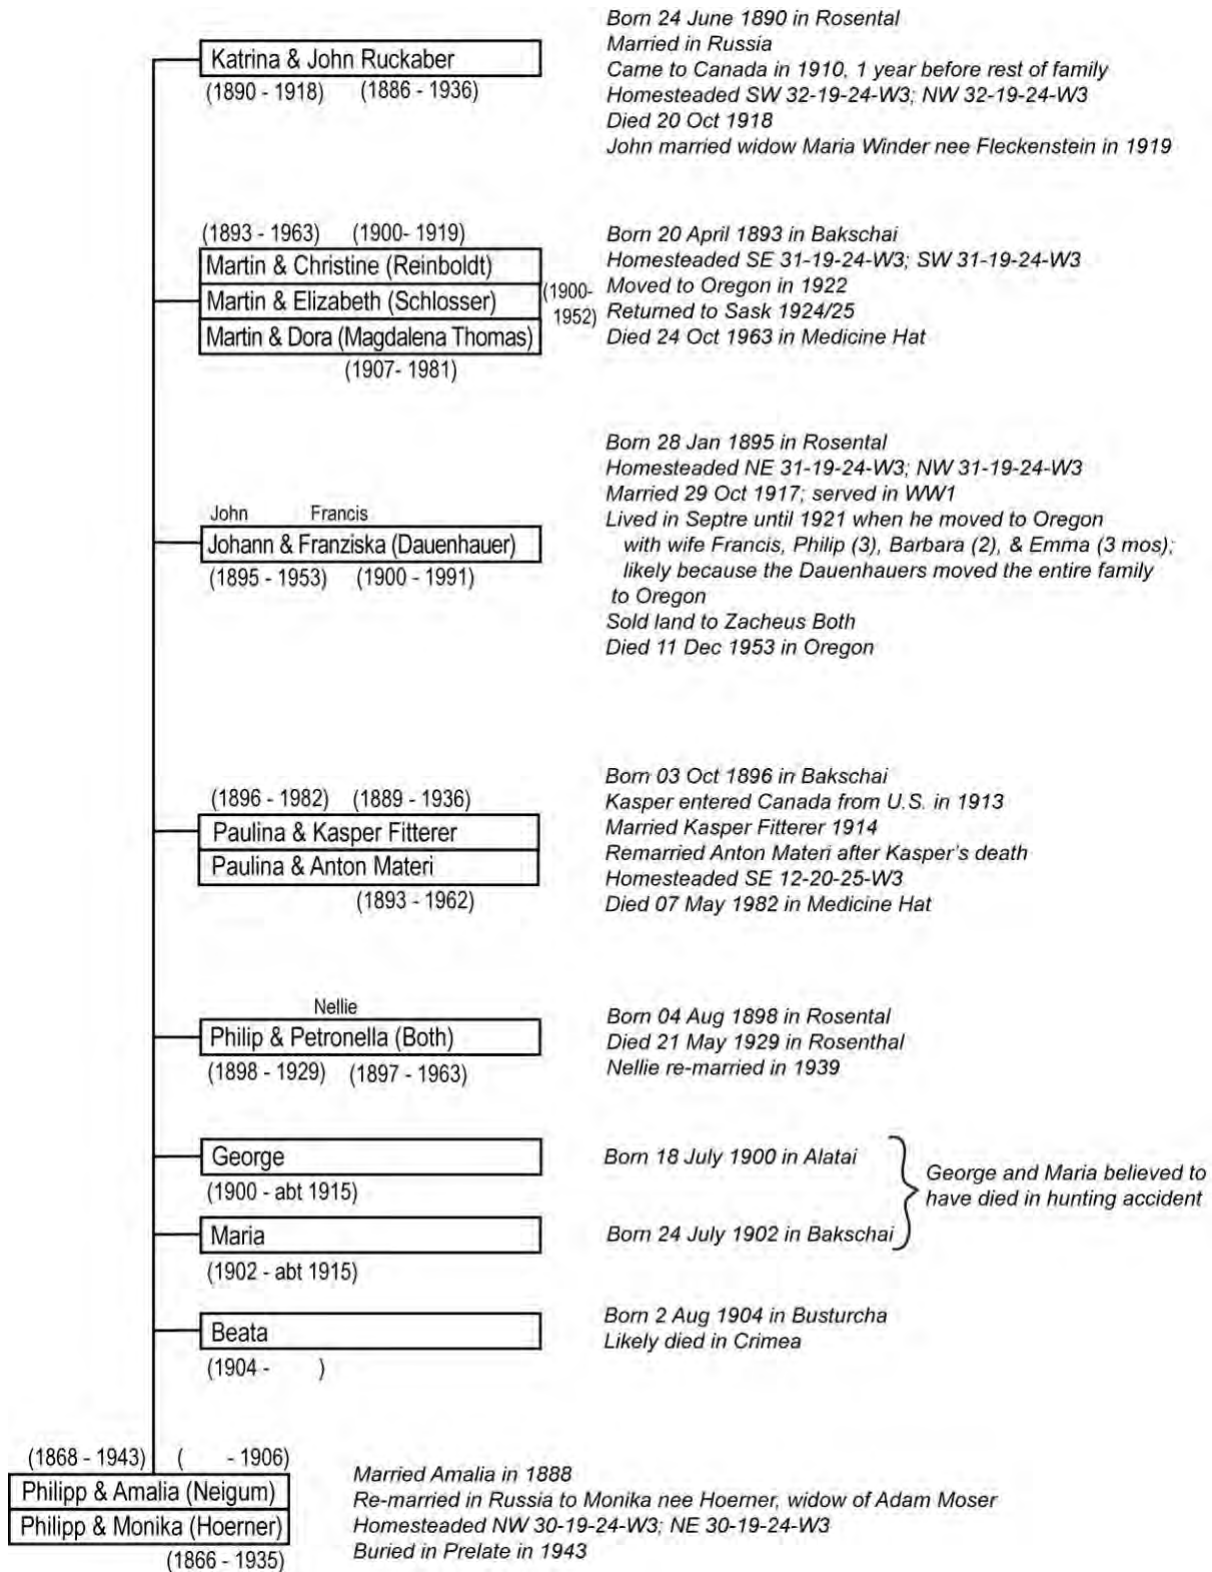 Katrina & John Ruckaber
(1890 - 1918) (1886 - 1936)
Born 24 June 1890 in Rosental
Married in Russia
Came to Canada in 1910, 1 year before rest of family
Homesteaded SW 32-19-24-W3; NW 32-19-24-W3
Died 20 Oct 1918
John married widow Maria Winder nee Fleckenstein in 1919
(1893 - 1963) (1900- 1919)
Martin & Christine (Reinboldt)
Martin & Elizabeth (Schlosser)
(1900-
1952)
Martin & Dora (Magdalena Thomas)
(1907- 1981)
Born 20 April 1893 in Bakschai
Homesteaded SE 31-19-24-W3; SW 31-19-24-W3
Moved to Oregon in 1922
Returned to Sask 1924/25
Died 24 Oct 1963 in Medicine Hat
John Francis
Johann & Franziska (Dauenhauer)
(1895 - 1953) (1900 - 1991)
Born 28 Jan 1895 in Rosental
Homesteaded NE 31-19-24-W3; NW 31-19-24-W3
Married 29 Oct 1917; served in WW1
Lived in Septre until 1921 when he moved to Oregon
with wife Francis, Philip (3), Barbara (2), & Emma (3 mos);
likely because the Dauenhauers moved the entire family
to Oregon
Sold land to Zacheus Both
Died 11 Dec 1953 in Oregon
(1896 - 1982) (1889 - 1936)
Paulina & Kasper Fitterer
Paulina & Anton Materi
(1893 - 1962)
Born 03 Oct 1896 in Bakschai
Kasper entered Canada from U.S. in 1913
Married Kasper Fitterer 1914
Remarried Anton Materi after Kasper's death
Homesteaded SE 12-20-25-W3
Died 07 May 1982 in Medicine Hat
Nellie
Philip & Petronella (Both)
(1898 - 1929) (1897 - 1963)
Born 04 Aug 1898 in Rosental
Died 21 May 1929 in Rosenthal
Nellie re-married in 1939
George
(1900 - abt 1915)
Born 18 July 1900 in Alatai
Maria
(1902 - abt 1915)
Born 24 July 1902 in Bakschai
George and Maria believed to
have died in hunting accident
Beata
(1904 - )
Born 2 Aug 1904 in Busturcha
Likely died in Crimea
(1868 - 1943) ( - 1906)
Philipp & Amalia (Neigum)
Philipp & Monika (Hoerner)
(1866 - 1935)
Married Amalia in 1888
Re-married in Russia to Monika nee Hoerner, widow of Adam Moser
Homesteaded NW 30-19-24-W3; NE 30-19-24-W3
Buried in Prelate in 1943